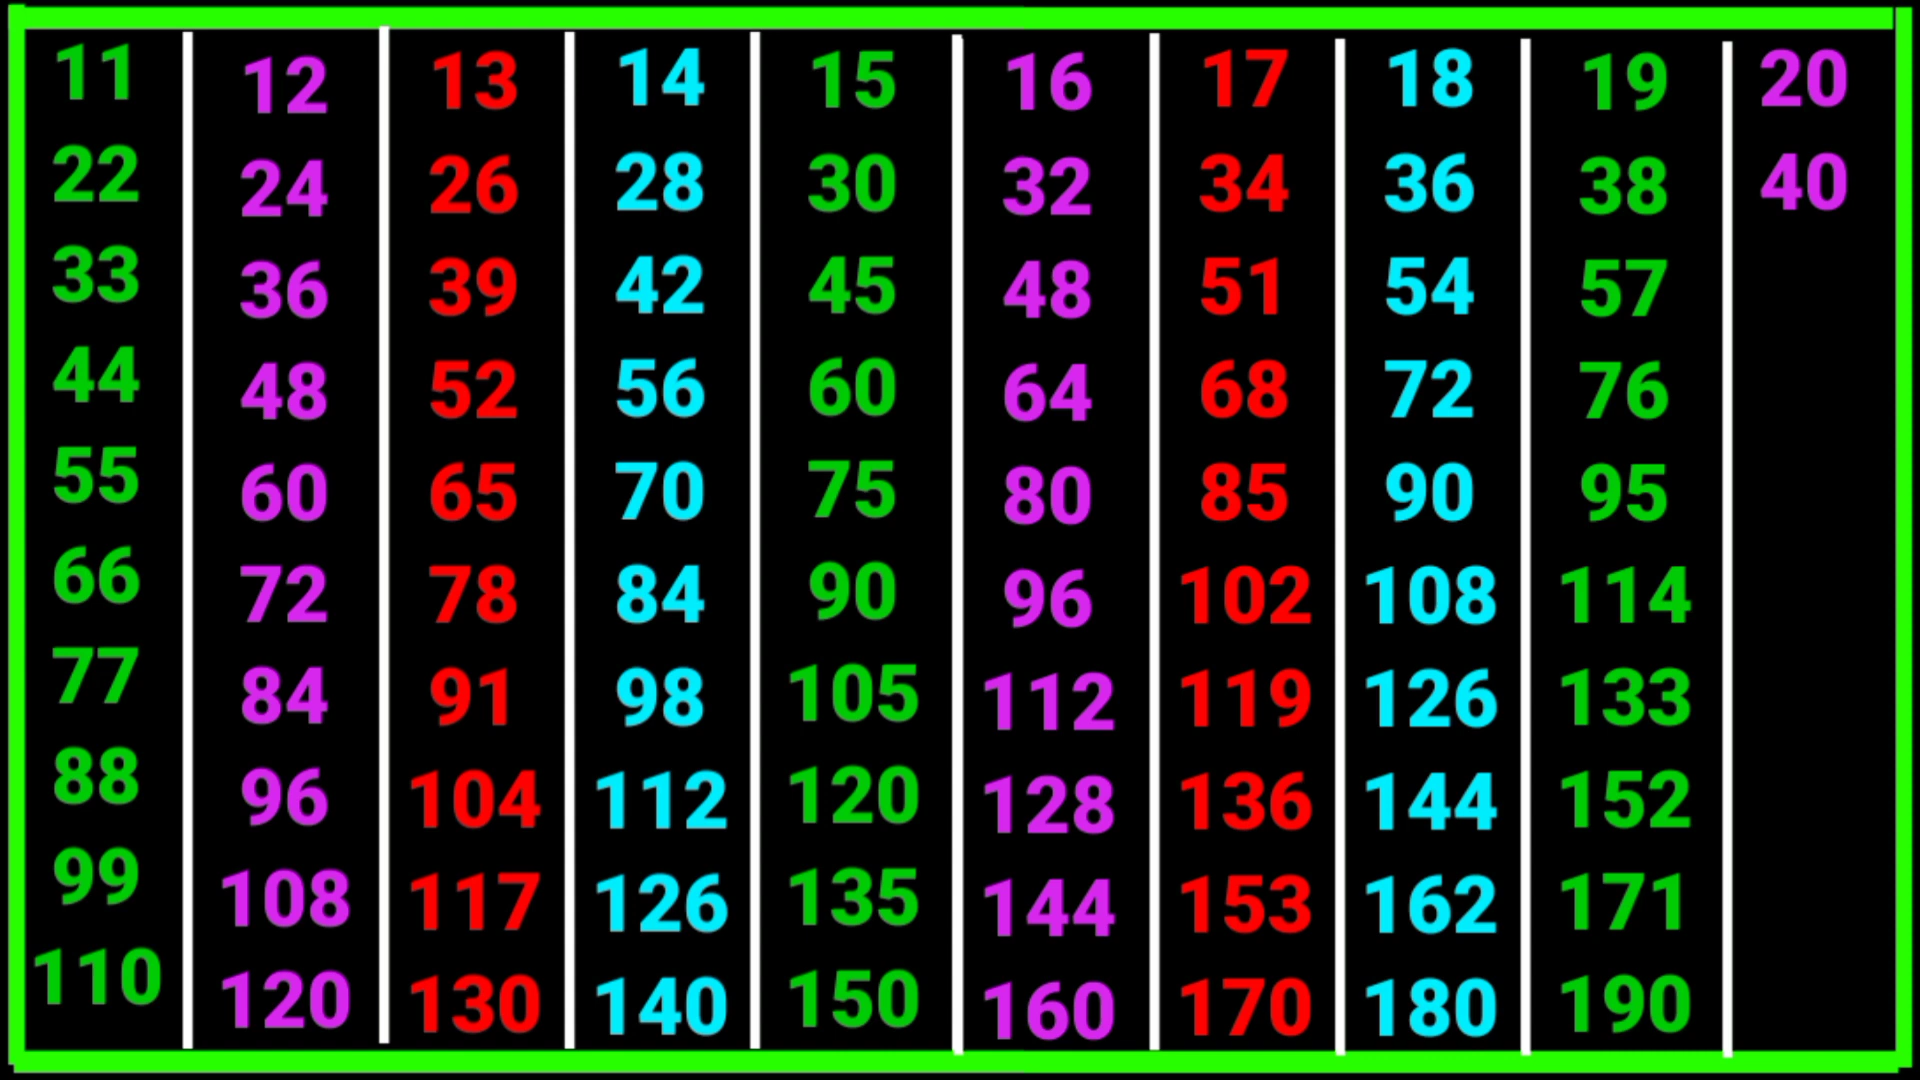 11 12 13 14 15 16 17 18 19 20
22 24 26 28 30 32 34 36 38 40
33 36 39 42 45 48 51 54 57
44 48 52 56 60 64 68 72 76
55 60 65 70 75 80 85 90 95
66 72 78 84 90 96 102 108 114
77 84 91 98 105 112 119 126 133
88 96 104 112 120 128 136 144 152
99 108 117 126 135 144 153 162 171
110 120 130 140 150 160 170 180 190